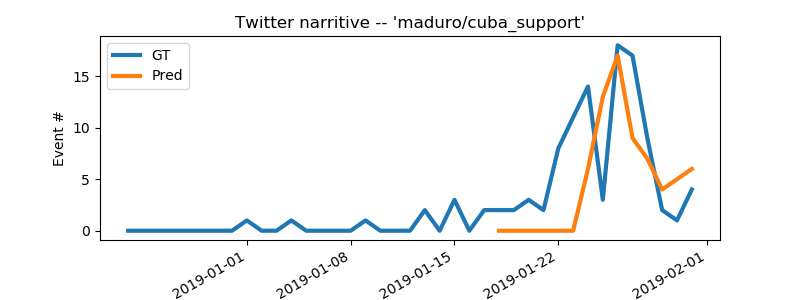 Twitter narritive -- 'maduro/cuba_support'
GT
Pred
Event #
15
10
5
0
2019-01-01
2019-01-08
2019-01-15
2019-01-22
2019-02-01